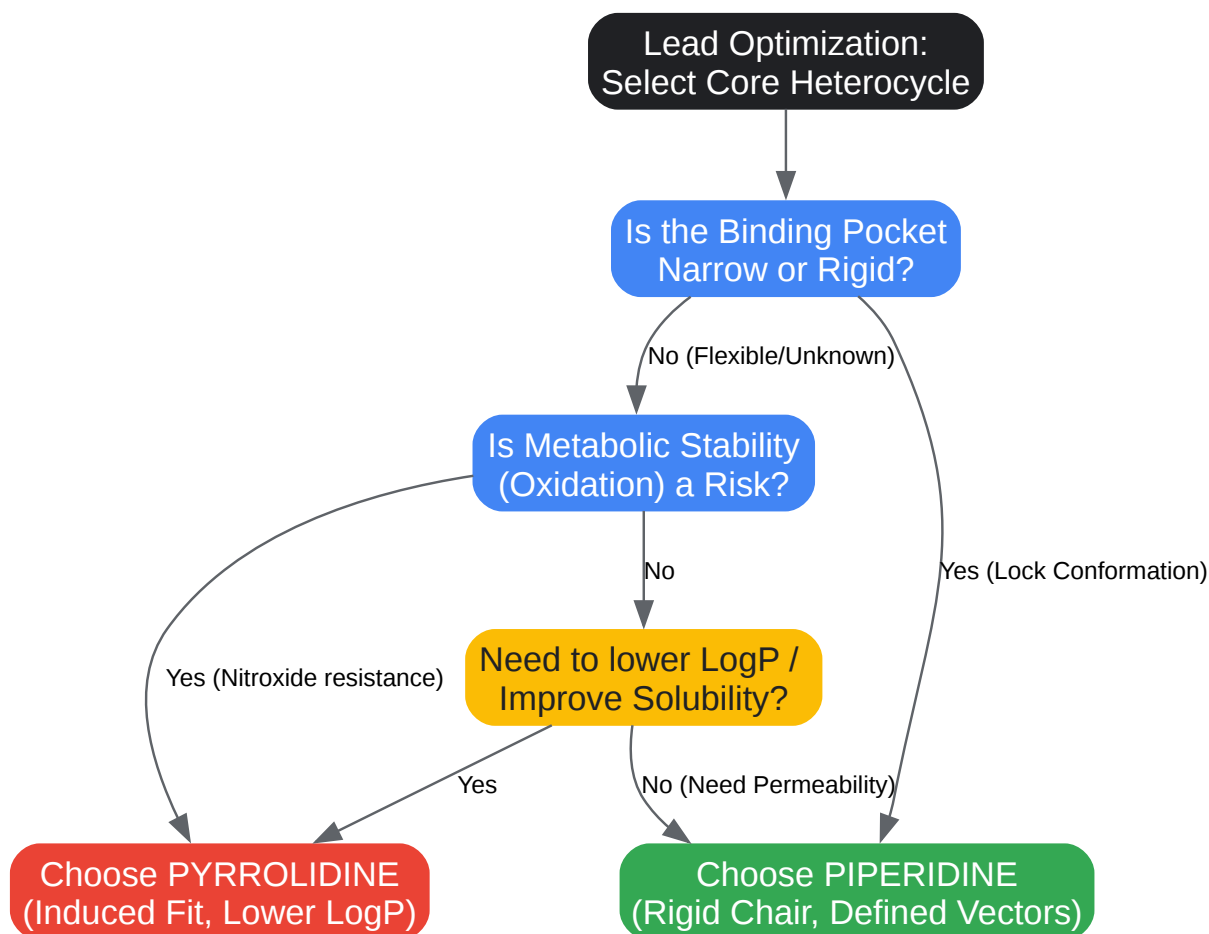 Lead Optimization:
Select Core Heterocycle
Is the Binding Pocket
Narrow or Rigid?
No (Flexible/Unknown)
Is Metabolic Stability
(Oxidation) a Risk?
No
Yes (Lock Conformation)
Yes (Nitroxide resistance)
Need to lower LogP /
Improve Solubility?
Yes
No (Need Permeability)
Choose PYRROLIDINE
(Induced Fit, Lower LogP)
Choose PIPERIDINE
(Rigid Chair, Defined Vectors)